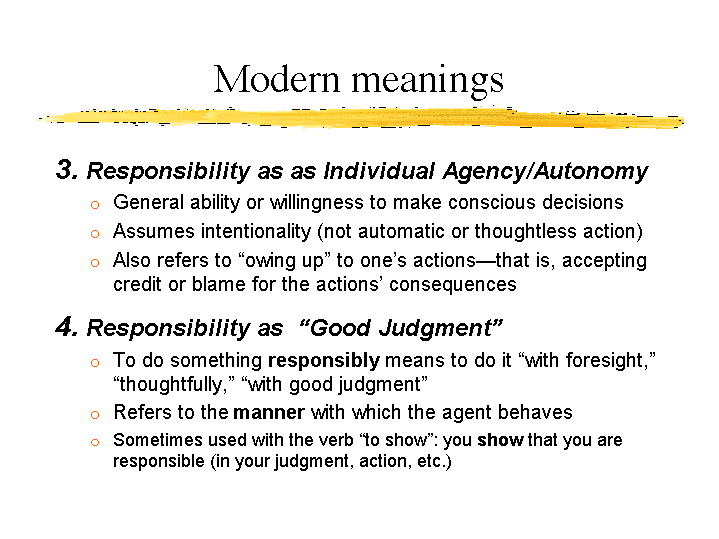 Modern meanings
3. Responsibility as as Individual Agency/Autonomy
o General ability or willingness to make conscious decisions
o Assumes intentionality (not automatic or thoughtless action)
o Also refers to “owing up” to one’s actions—that is, accepting
credit or blame for the actions’ consequences
4. Responsibility as “Good Judgment”
o To do something responsibly means to do it “with foresight,”
“thoughtfully,” “with good judgment”
o Refers to the manner with which the agent behaves
o Sometimes used with the verb “to show”: you show that you are
responsible (in your judgment, action, etc.)